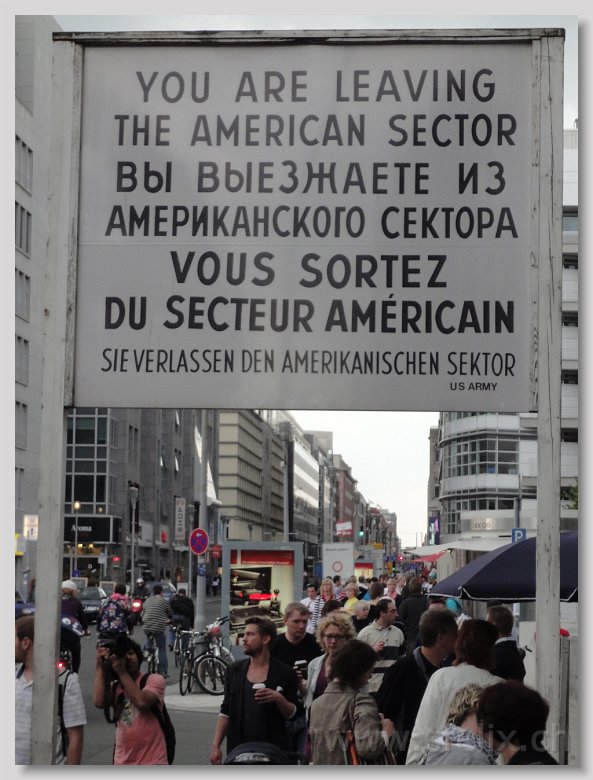 YOU ARE LEAVING
THE AMERICAN SECTOR
ВЫ ВЫЕЗЖАЕТЕ ИЗ
АМЕРИКАНСКОГО СЕКТОРА
VOUS SORTEZ
DU SECTEUR AMÉRICAIN
SIE VERLASSEN DEN AMERIKANISCHEN SEKTOR
US ARMY
P